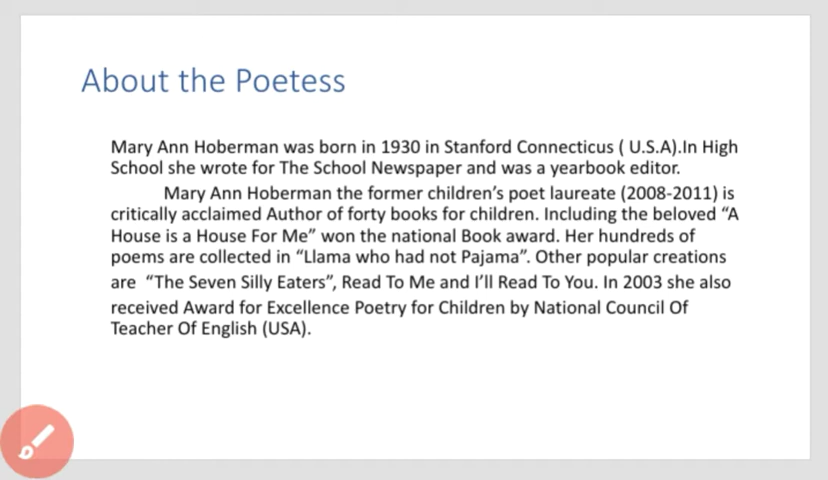 About the Poetess
Mary Ann Hoberman was born in 1930 in Stanford Connecticus ( U.S.A).In High
School she wrote for The School Newspaper and was a yearbook editor.
Mary Ann Hoberman the former children's poet laureate (2008-2011) is
critically acclaimed Author of forty books for children. Including the beloved “A
House is a House For Me” won the national Book award. Her hundreds of
poems are collected in “Llama who had not Pajama”. Other popular creations
are “The Seven Silly Eaters”, Read To Me and I'll Read To You. In 2003 she also
received Award for Excellence Poetry for Children by National Council Of
Teacher Of English (USA).